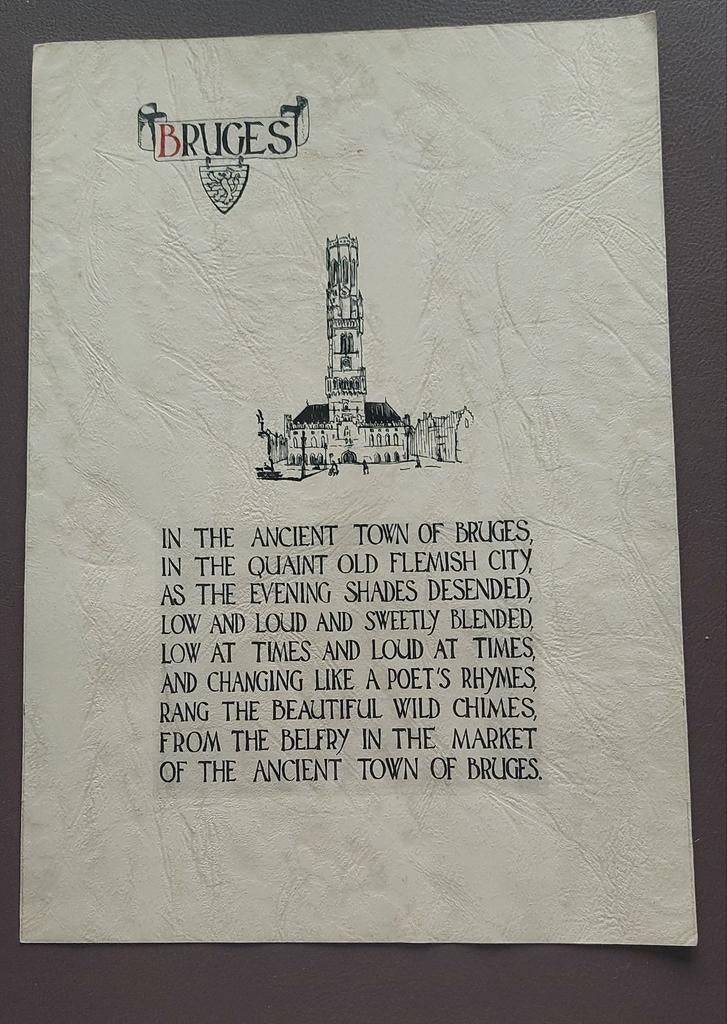 BRUGES
IN THE ANCIENT TOWN OF BRUGES,
IN THE QUAINT OLD FLEMISH CITY,
AS THE EVENING SHADES DESENDED,
LOW AND LOUD AND SWEETLY BLENDED,
LOW AT TIMES AND LOUD AT TIMES,
AND CHANGING LIKE A POET'S RHYMES,
RANG THE BEAUTIFUL WILD CHIMES,
FROM THE BELFRY IN THE MARKET
OF THE ANCIENT TOWN OF BRUGES.